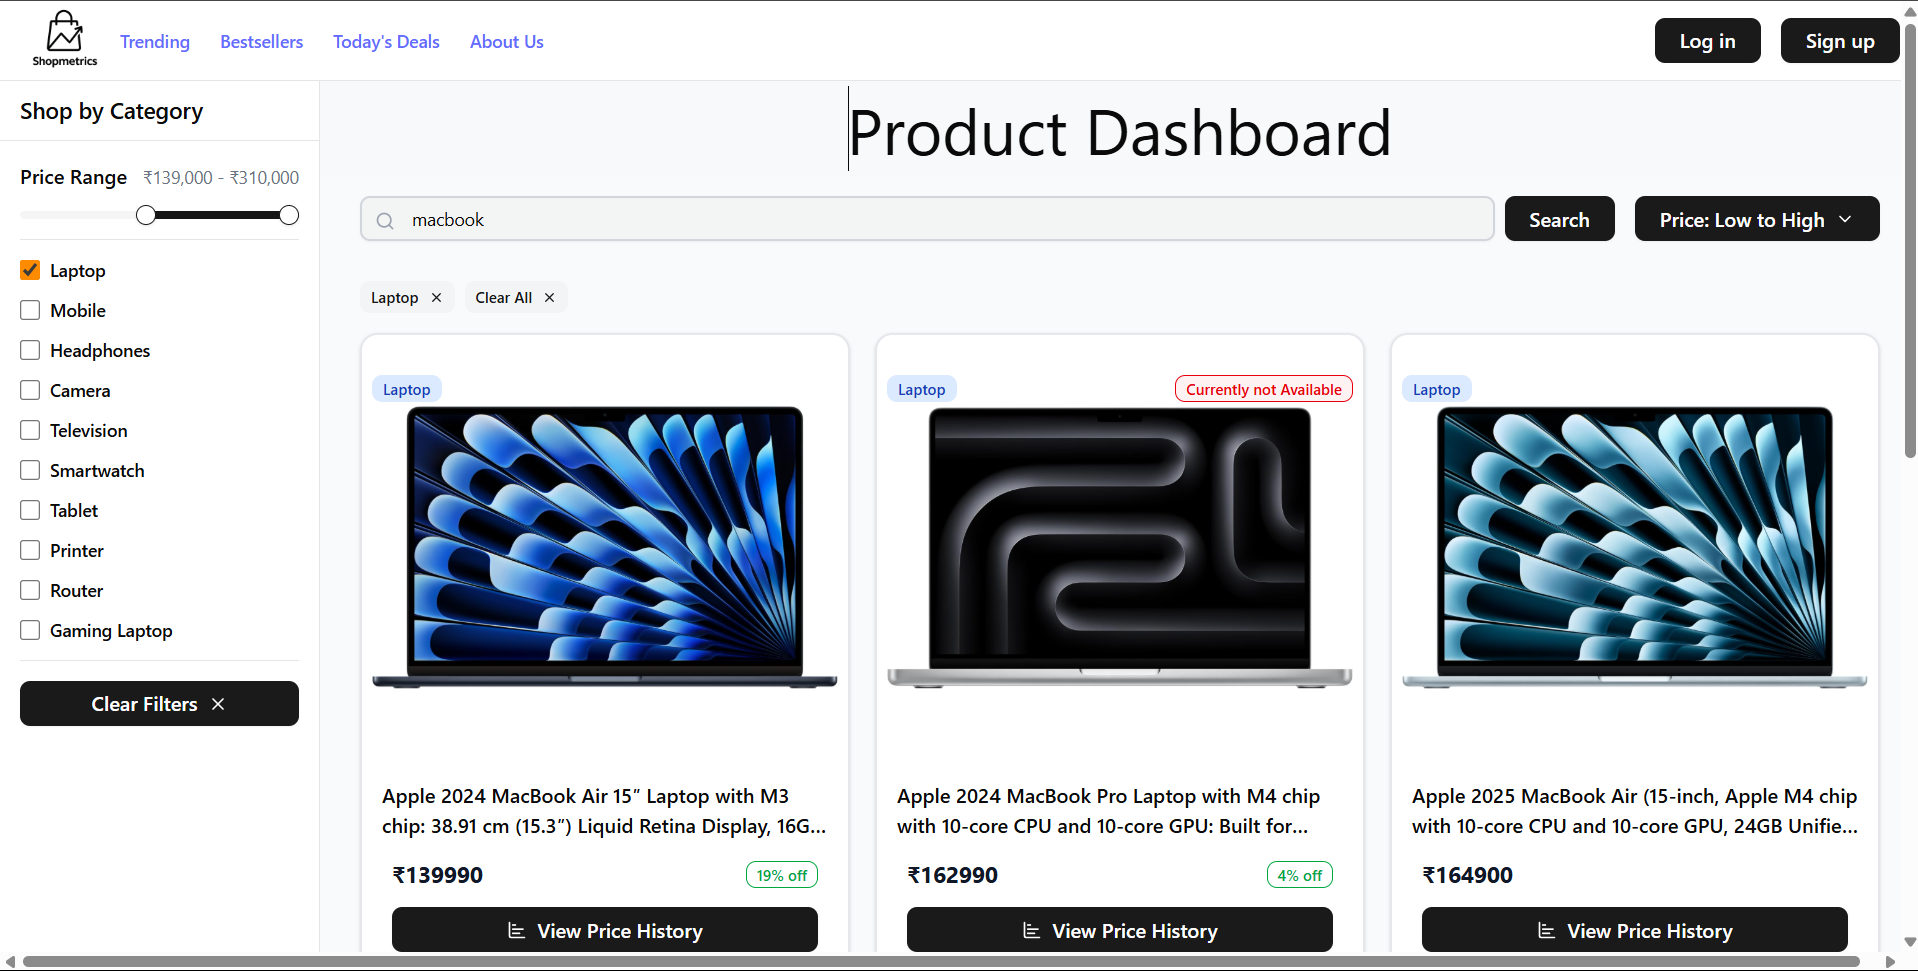 Shopmetrics
Trending
Bestsellers
Today's Deals
About Us
Log in
Sign up
Shop by Category
Price Range ₹139,000 - ₹310,000
Laptop
Mobile
Headphones
Camera
Television
Smartwatch
Tablet
Printer
Router
Gaming Laptop
Clear Filters
Product Dashboard
macbook
Search
Price: Low to High
Laptop
Clear All
Laptop
Apple 2024 MacBook Air 15″ Laptop with M3
chip: 38.91 cm (15.3″) Liquid Retina Display, 16G...
₹139990
19% off
View Price History
Laptop
Currently not Available
Apple 2024 MacBook Pro Laptop with M4 chip
with 10-core CPU and 10-core GPU: Built for...
₹162990
4% off
View Price History
Laptop
Apple 2025 MacBook Air (15-inch, Apple M4 chip
with 10-core CPU and 10-core GPU, 24GB Unifie...
₹164900
View Price History